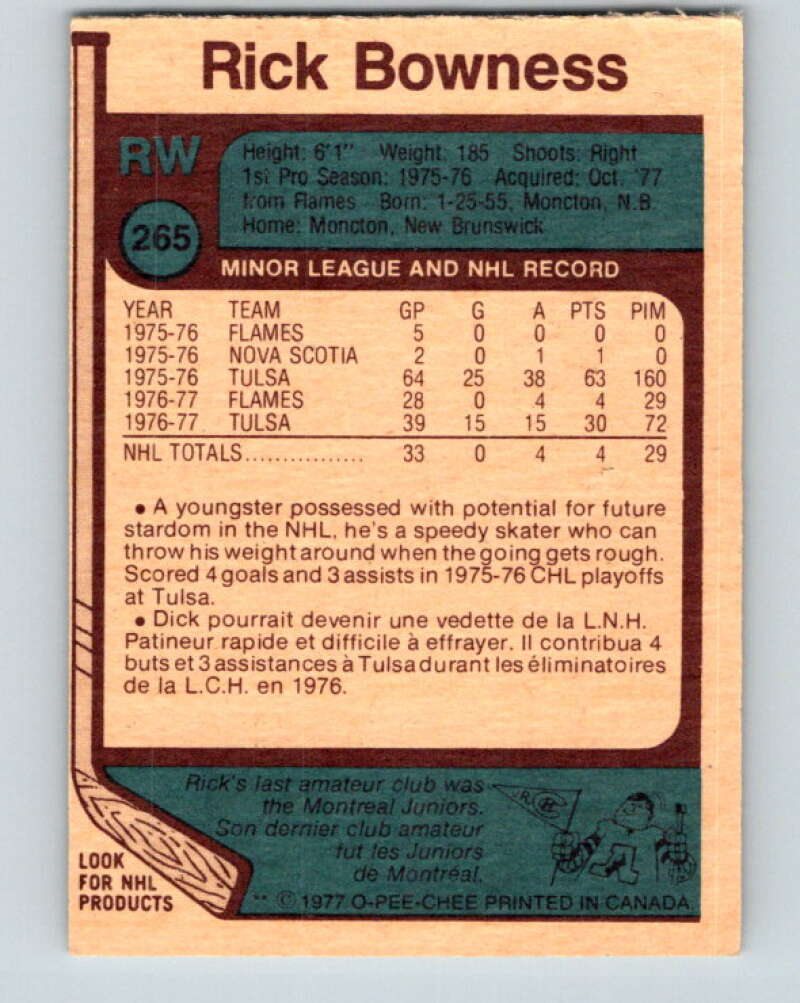 Rick Bowness
RW
265
Height: 6'1" Weight: 185 Shoots: Right
1st Pro Season: 1975-76 Acquired: Oct. '77
from Flames Born: 1-25-55, Moncton, N.B.
Home: Moncton, New Brunswick
MINOR LEAGUE AND NHL RECORD
YEAR TEAM GP G A PTS PIM
1975-76 FLAMES 5 0 0 0 0
1975-76 NOVA SCOTIA 2 0 1 1 0
1975-76 TULSA 64 25 38 63 160
1976-77 FLAMES 28 0 4 4 29
1976-77 TULSA 39 15 15 30 72
NHL TOTALS................ 33 0 4 4 29
• A youngster possessed with potential for future
stardom in the NHL, he's a speedy skater who can
throw his weight around when the going gets rough.
Scored 4 goals and 3 assists in 1975-76 CHL playoffs
at Tulsa.
• Dick pourrait devenir une vedette de la L.N.H.
Patineur rapide et difficile à effrayer. Il contribua 4
buts et 3 assistances à Tulsa durant les éliminatoires
de la L.C.H. en 1976.
Rick's last amateur club was
the Montreal Juniors.
Son dernier club amateur
fut les Juniors
de Montréal.
LOOK
FOR NHL
PRODUCTS
** © 1977 O-PEE-CHEE PRINTED IN CANADA.